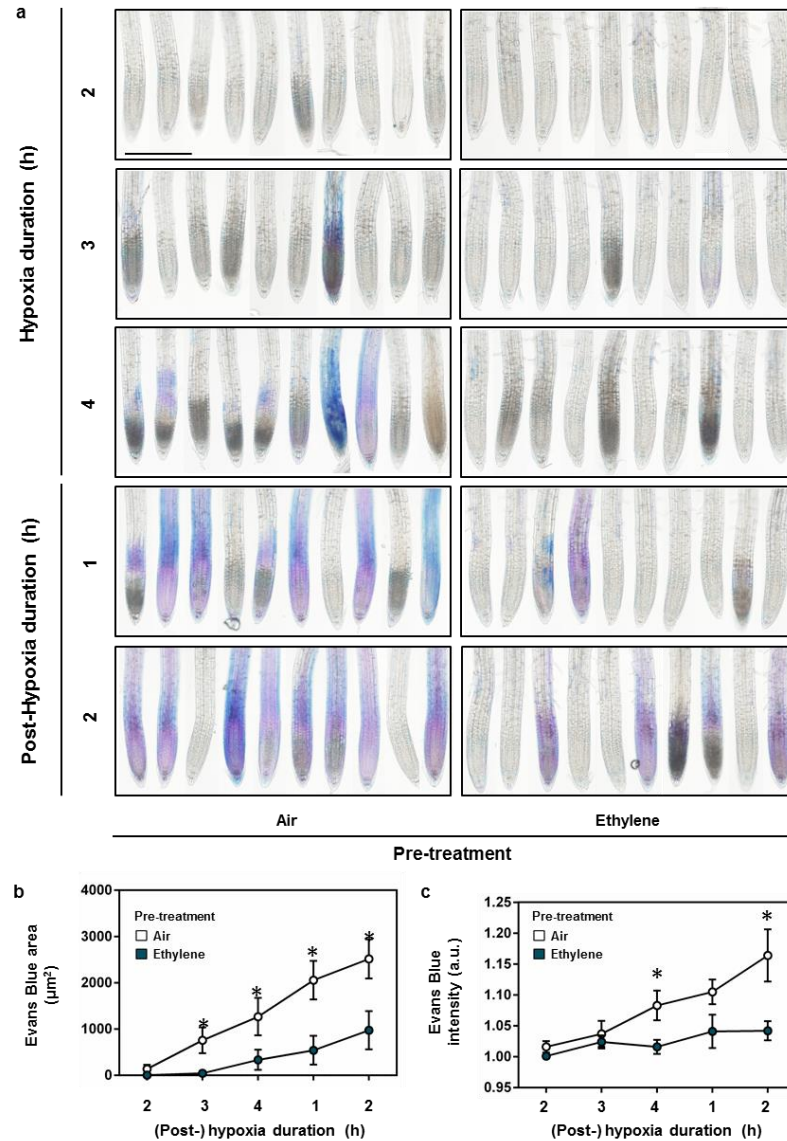 a
Hypoxia duration (h)
2
3
4
Post-Hypoxia duration (h)
1
2
Air
Ethylene
Pre-treatment
b
Evans Blue area
(µm²)
4000
3000
2000
1000
0
Pre-treatment
Air
Ethylene
*
*
*
*
2 3 4 1 2
(Post-) hypoxia duration (h)
c
Evans Blue
intensity (a.u.)
1.25
1.20
1.15
1.10
1.05
1.00
0.95
Pre-treatment
Air
Ethylene
*
*
2 3 4 1 2
(Post-) hypoxia duration (h)